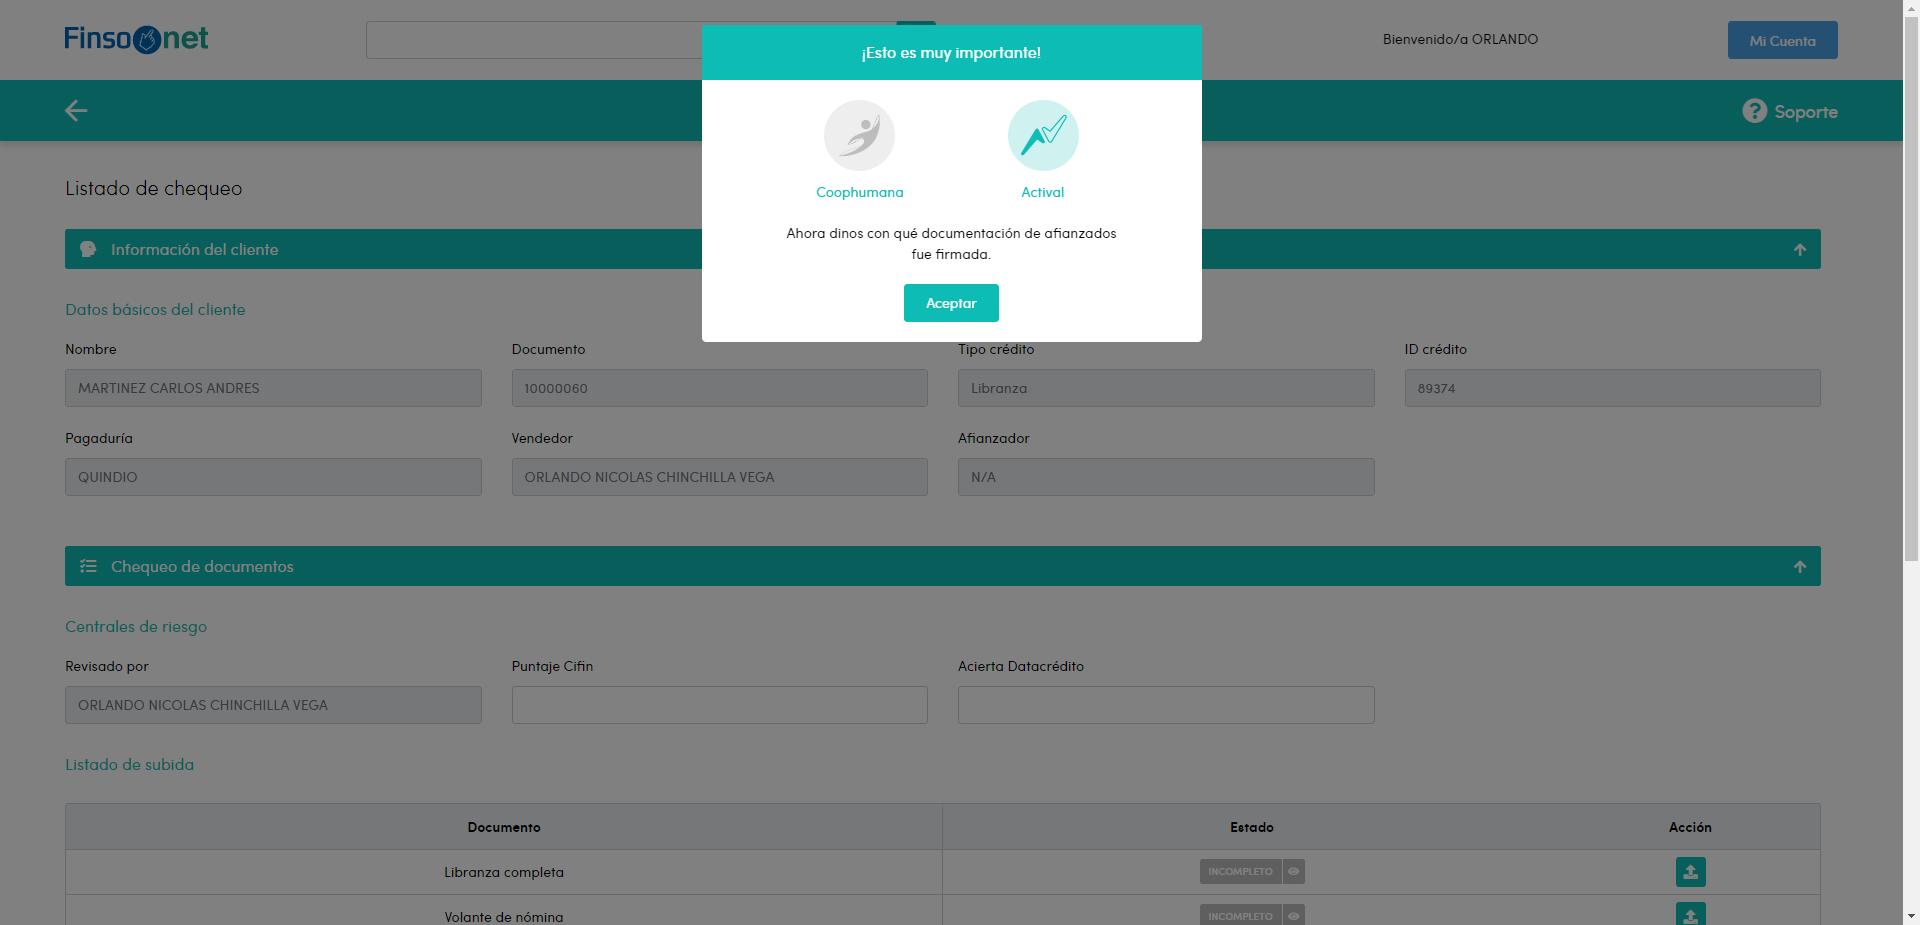 Finsonet
Bienvenido/a ORLANDO
Mi Cuenta
¡Esto es muy importante!
Soporte
Coophumana
Actival
Ahora dinos con qué documentación de afianzados
fue firmada.
Aceptar
Listado de chequeo
Información del cliente
Datos básicos del cliente
Nombre
Documento
Tipo crédito
ID crédito
MARTINEZ CARLOS ANDRES
10000060
Libranza
89374
Pagaduría
Vendedor
Afianzador
QUINDIO
ORLANDO NICOLAS CHINCHILLA VEGA
N/A
Chequeo de documentos
Centrales de riesgo
Revisado por
Puntaje Cifin
Acierta Datacrédito
ORLANDO NICOLAS CHINCHILLA VEGA
Listado de subida
Documento
Estado
Acción
Libranza completa
INCOMPLETO
Volante de nómina
INCOMPLETO